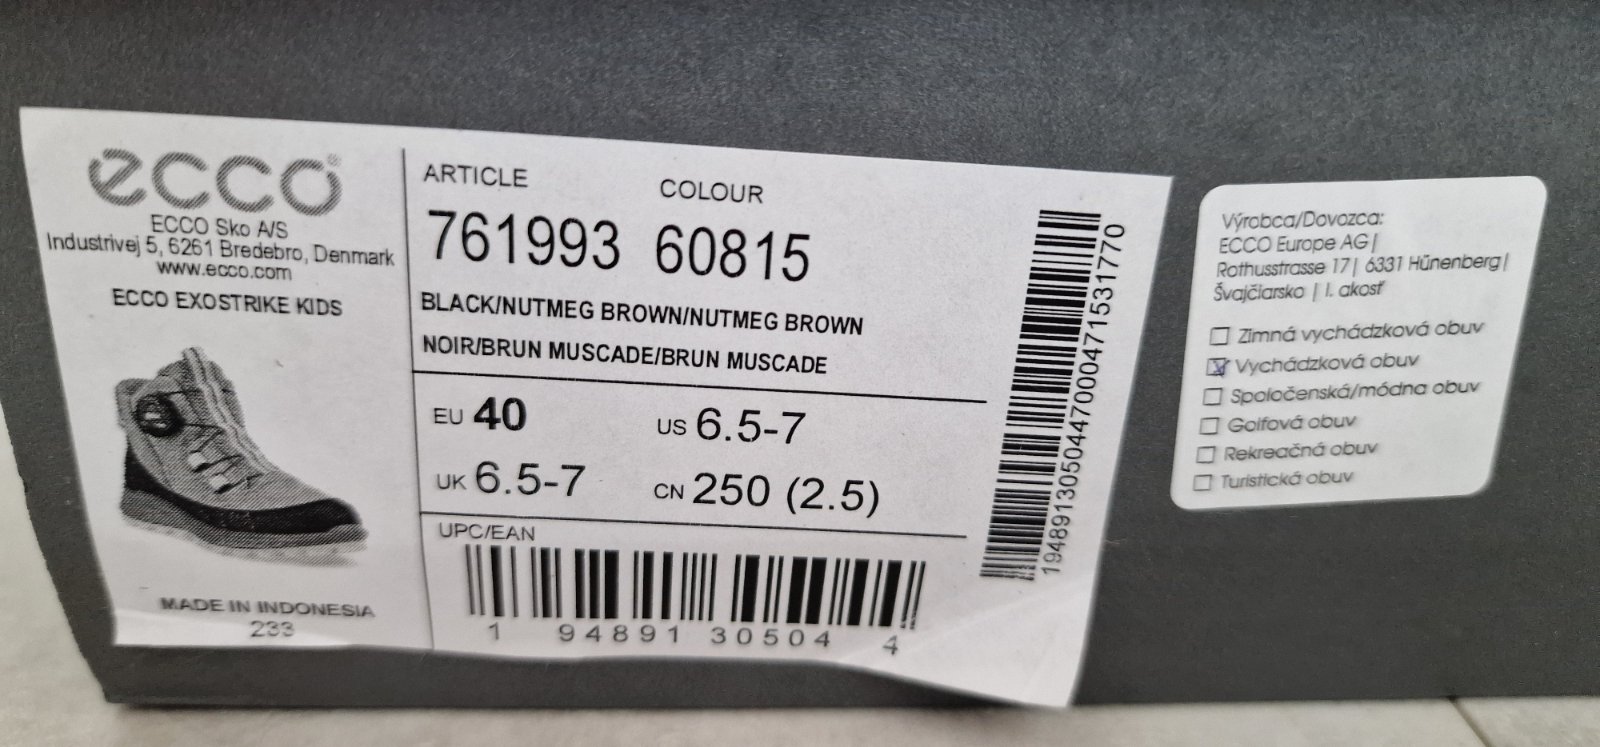 ecco®
ECCO Sko A/S
Industrivej 5, 6261 Bredebro, Denmark
www.ecco.com
ECCO EXOSTRIKE KIDS
MADE IN INDONESIA
233
ARTICLE
COLOUR
761993
60815
BLACK/NUTMEG BROWN/NUTMEG BROWN
NOIR/BRUN MUSCADE/BRUN MUSCADE
EU 40
US 6.5-7
UK 6.5-7
CN 250 (2.5)
UPC/EAN
1 94891 30504 4
19489130504470004715​31770
Výrobca/Dovozca:
ECCO Europe AG|
Rothusstrasse 17| 6331 Hűnenberg|
Švajčiarsko | I. akosť
Zimná vychádzková obuv
Vychádzková obuv
Spoločenská/módna obuv
Golfová obuv
Rekreačná obuv
Turistická obuv